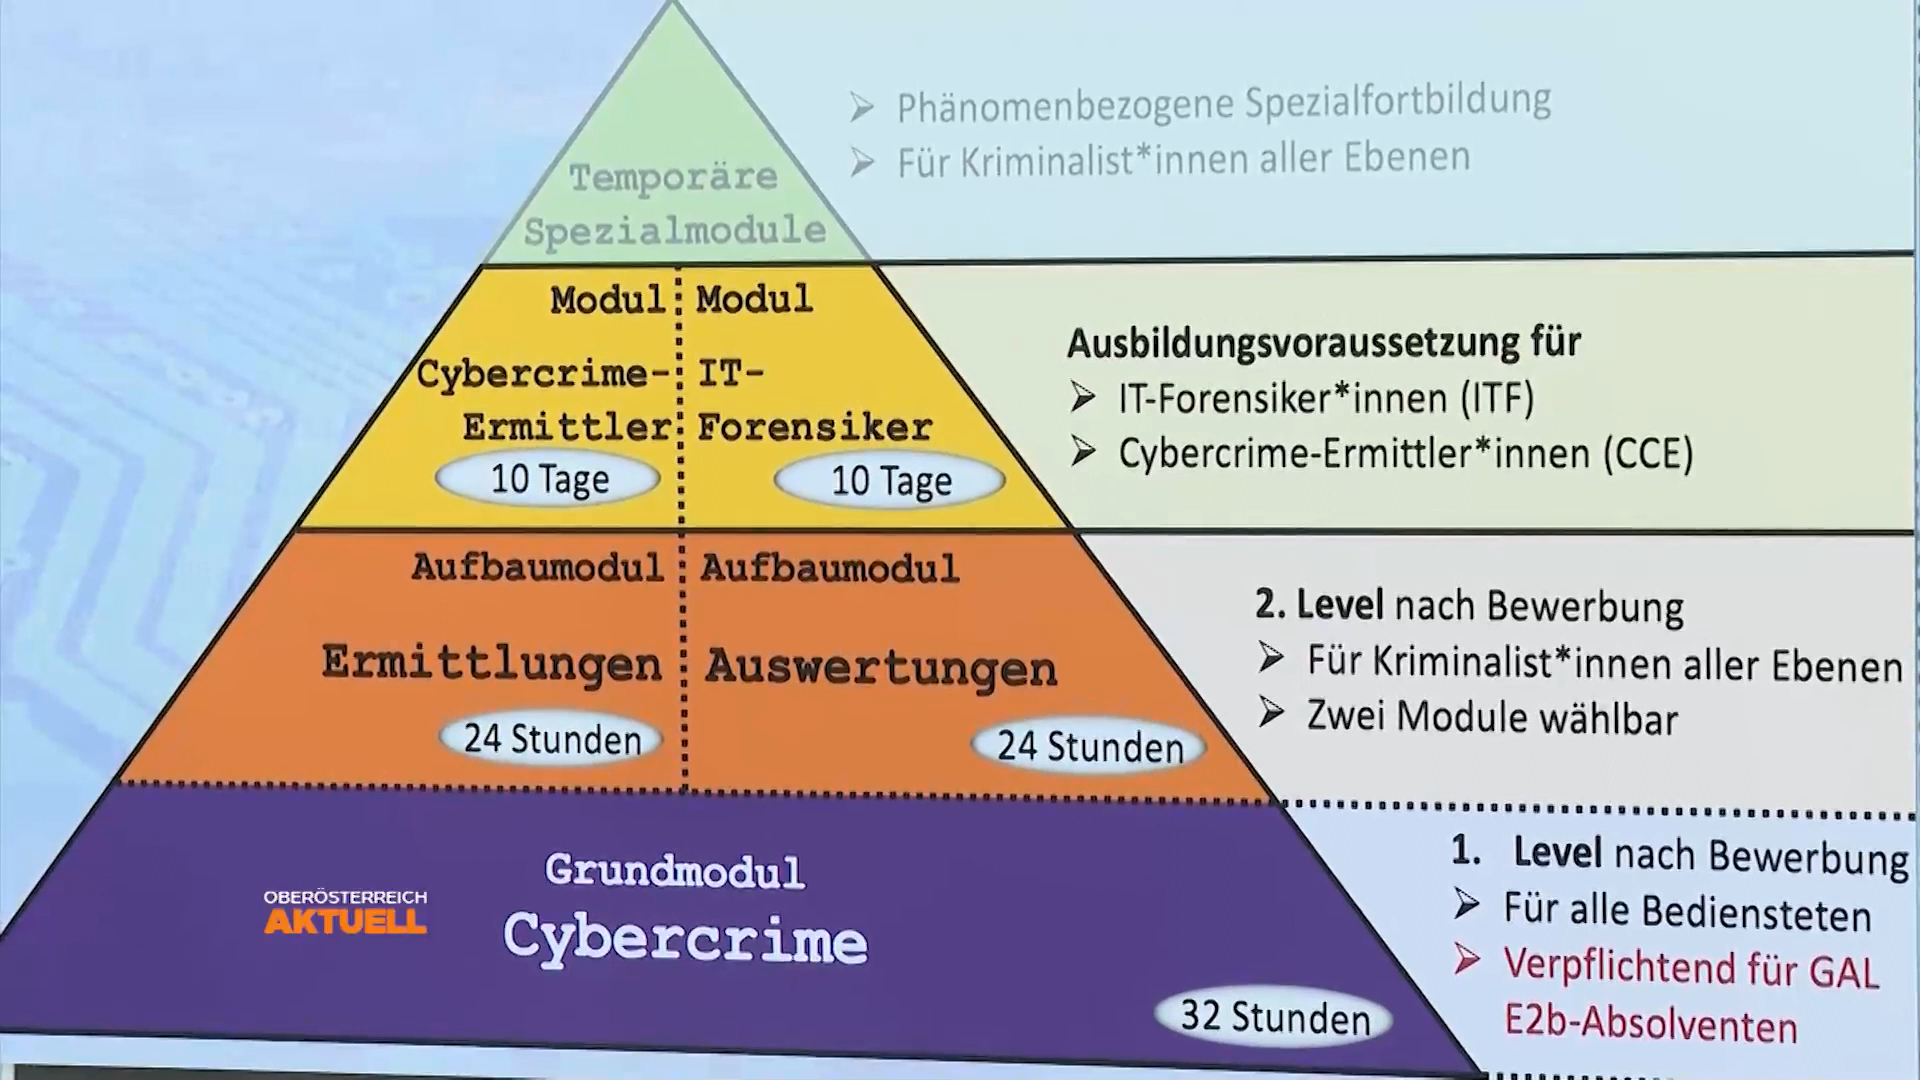 Temporäre
Spezialmodule
➢ Phänomenbezogene Spezialfortbildung
➢ Für Kriminalist*innen aller Ebenen
Modul
Cybercrime-
Ermittler
10 Tage
Modul
IT-
Forensiker
10 Tage
Ausbildungsvoraussetzung für
➢ IT-Forensiker*innen (ITF)
➢ Cybercrime-Ermittler*innen (CCE)
Aufbaumodul
Ermittlungen
24 Stunden
Aufbaumodul
Auswertungen
24 Stunden
2. Level nach Bewerbung
➢ Für Kriminalist*innen aller Ebenen
➢ Zwei Module wählbar
Grundmodul
Cybercrime
32 Stunden
1. Level nach Bewerbung
➢ Für alle Bediensteten
➢ Verpflichtend für GAL
E2b-Absolventen
OBERÖSTERREICH
AKTUELL